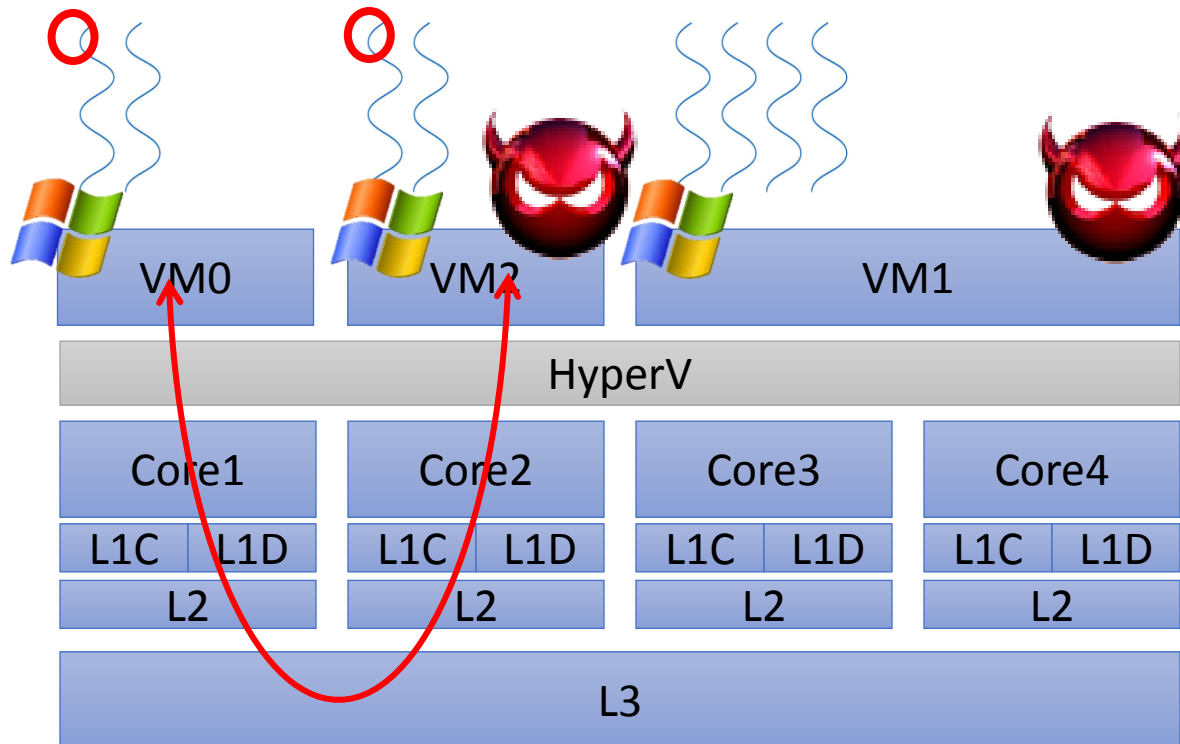 VM0 VM2 VM1
HyperV
Core1 Core2 Core3 Core4
L1C L1D L1C L1D L1C L1D L1C L1D
L2 L2 L2 L2
L3